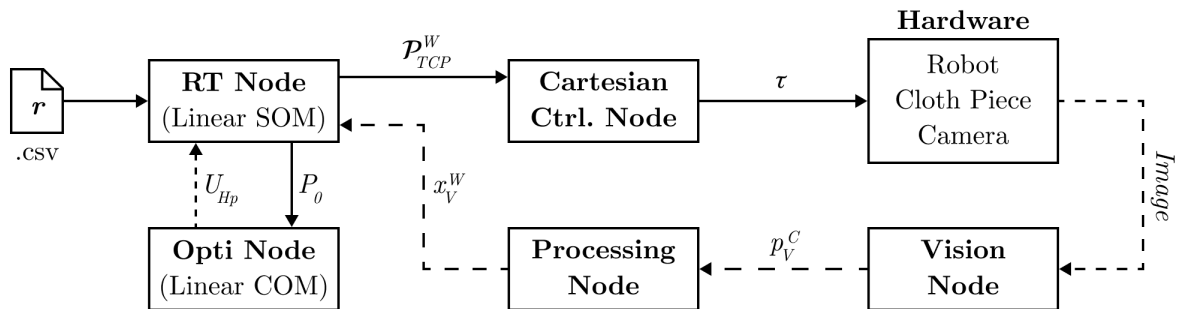 Hardware
𝒫^W_TCP
RT Node
(Linear SOM)
Cartesian
Ctrl. Node
τ
Robot
Cloth Piece
Camera
r
.csv
U_Hp
P_0
x_V^W
Image
Opti Node
(Linear COM)
Processing
Node
p_V^C
Vision
Node